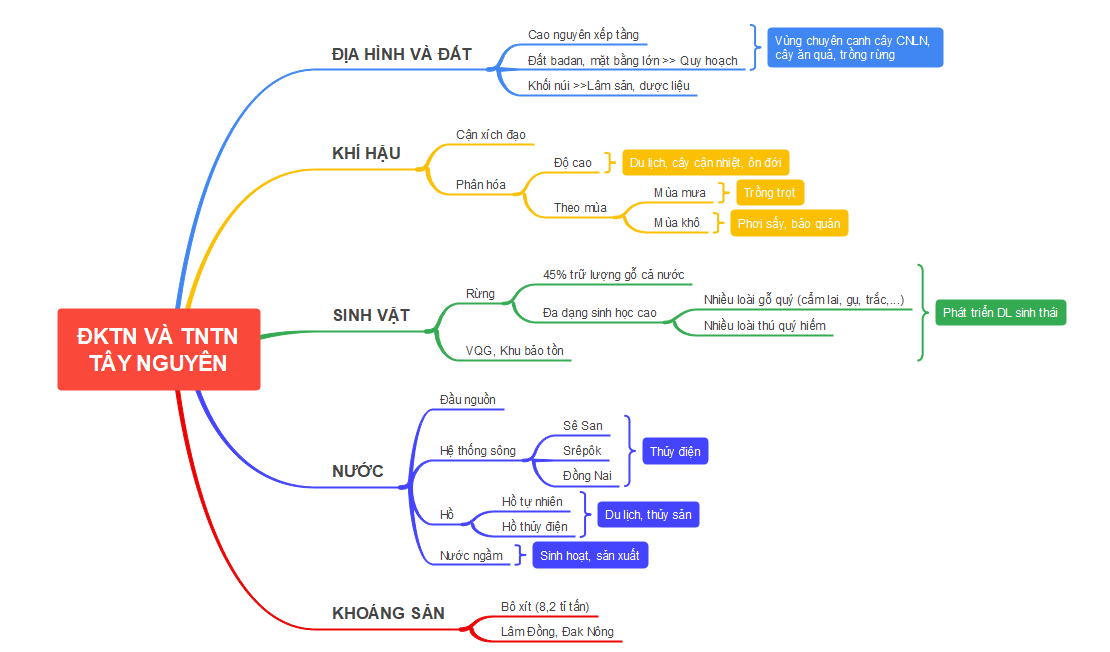 ĐKTN VÀ TNTN
TÂY NGUYÊN
ĐỊA HÌNH VÀ ĐẤT
Cao nguyên xếp tầng
Đất badan, mặt bằng lớn >> Quy hoạch
Vùng chuyên canh cây CNLN,
cây ăn quả, trồng rừng
Khối núi >>Lâm sản, dược liệu
KHÍ HẬU
Cận xích đạo
Phân hóa
Độ cao
Du lịch, cây cận nhiệt, ôn đới
Theo mùa
Mùa mưa
Trồng trọt
Mùa khô
Phơi sấy, bảo quản
SINH VẬT
Rừng
45% trữ lượng gỗ cả nước
Đa dạng sinh học cao
Nhiều loài gỗ quý (cẩm lai, gụ, trắc,...)
Nhiều loài thú quý hiếm
VQG, Khu bảo tồn
Phát triển DL sinh thái
NƯỚC
Đầu nguồn
Hệ thống sông
Sê San
Srêpôk
Đồng Nai
Thủy điện
Hồ
Hồ tự nhiên
Hồ thủy điện
Du lịch, thủy sản
Nước ngầm
Sinh hoạt, sản xuất
KHOÁNG SẢN
Bô xít (8,2 tỉ tấn)
Lâm Đồng, Đak Nông